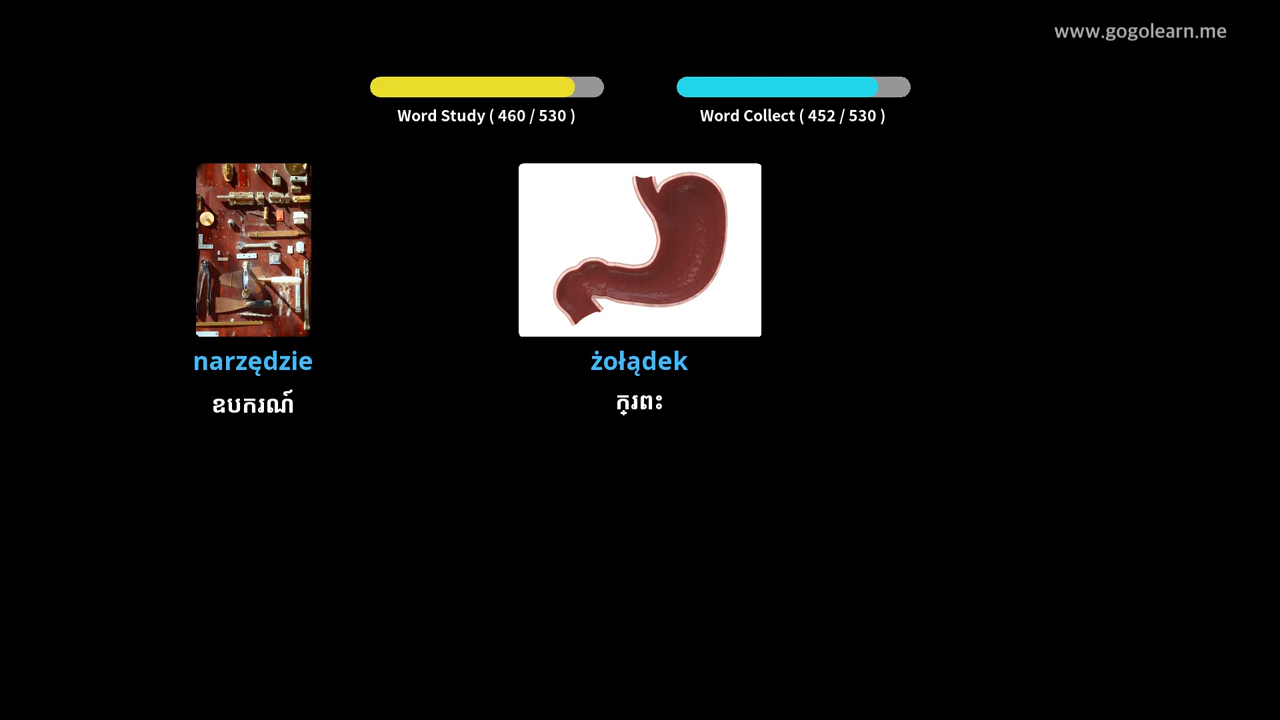 www.gogolearn.me
Word Study ( 460 / 530 )
Word Collect ( 452 / 530 )
narzędzie
żołądek
ឧបករណ៍
ក្រពះ